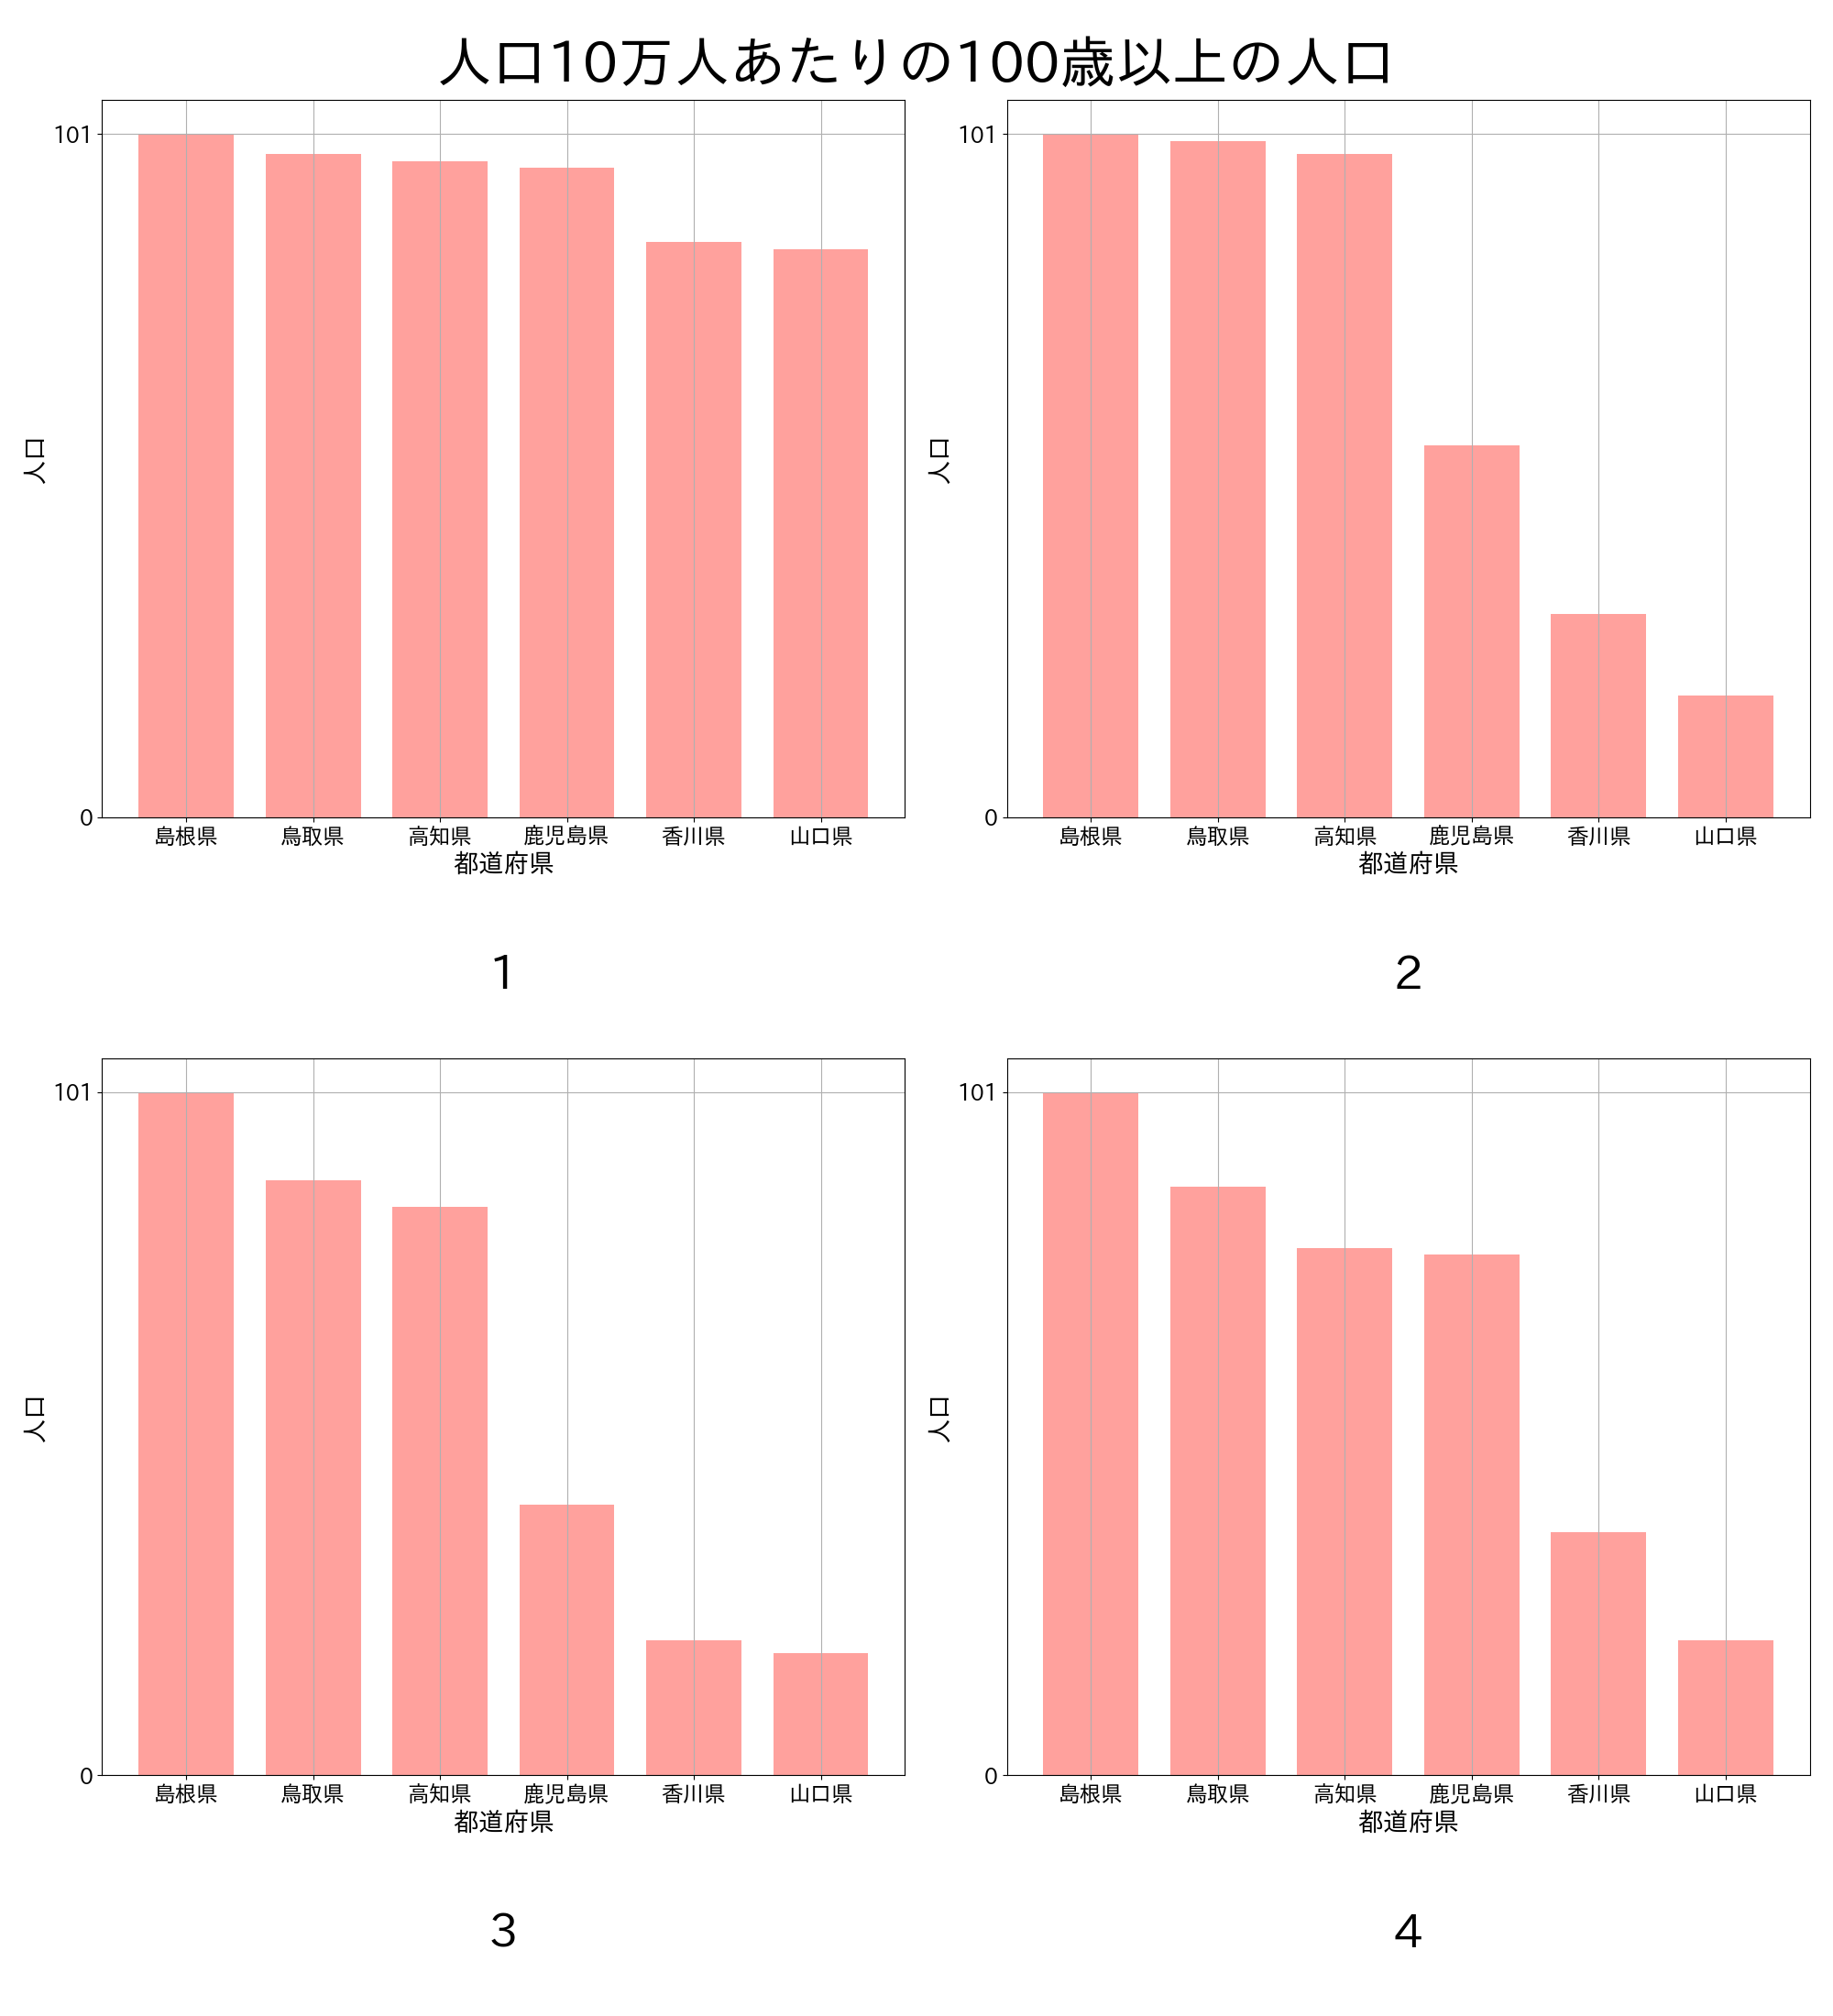 人口10万人あたりの100歳以上の人口
101
0
人口
島根県 鳥取県 高知県 鹿児島県 香川県 山口県
都道府県
1
101
0
人口
島根県 鳥取県 高知県 鹿児島県 香川県 山口県
都道府県
2
101
0
人口
島根県 鳥取県 高知県 鹿児島県 香川県 山口県
都道府県
3
101
0
人口
島根県 鳥取県 高知県 鹿児島県 香川県 山口県
都道府県
4